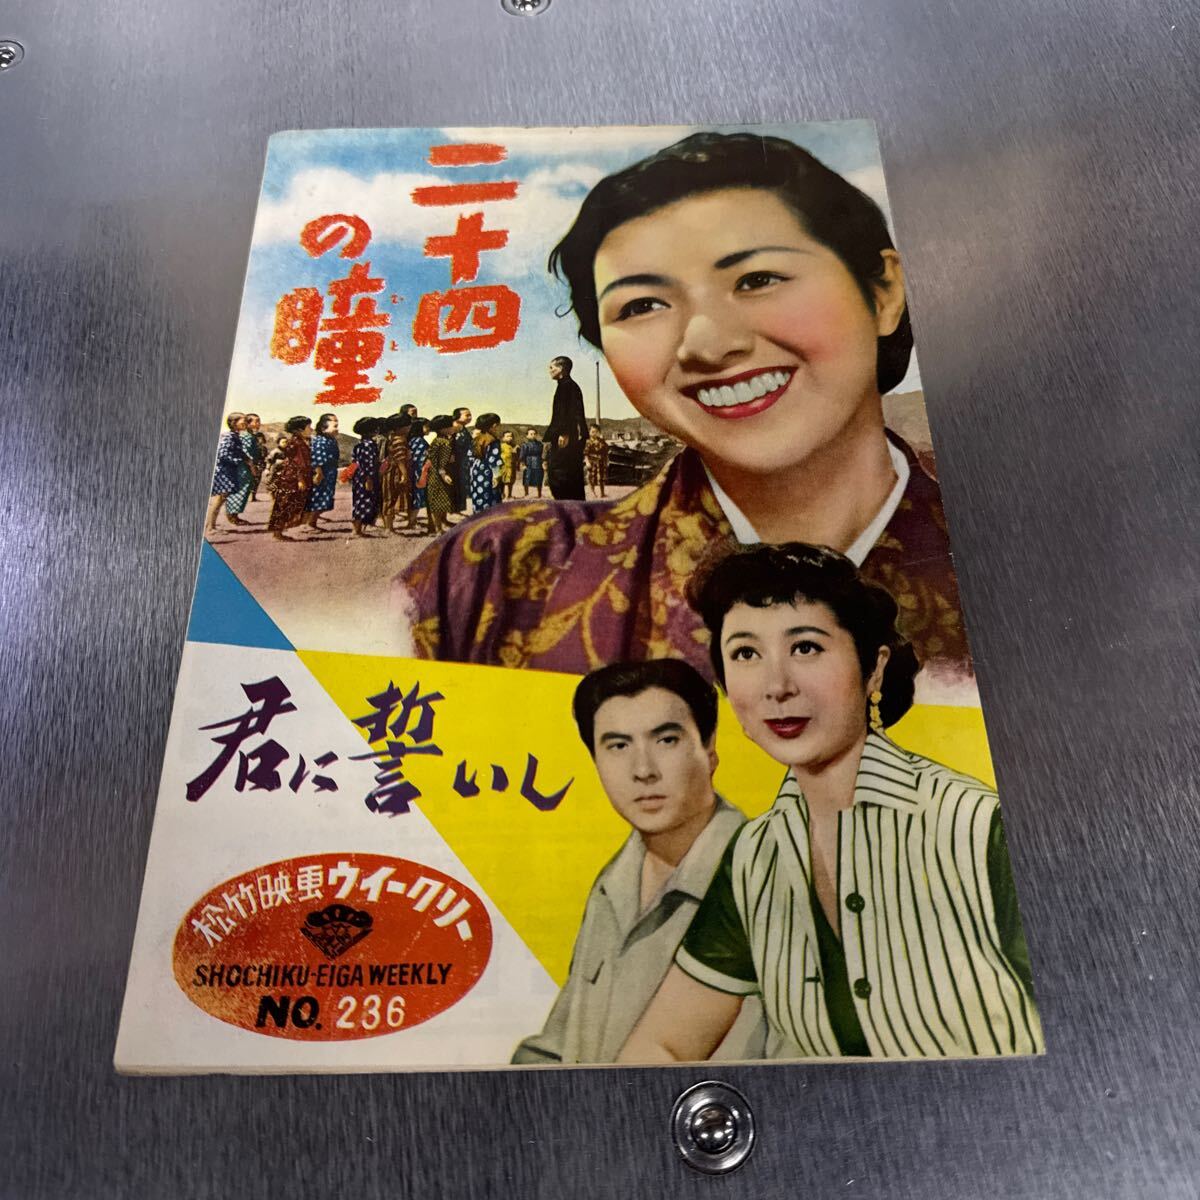 二十四
の瞳
ひとみ
君に誓いし
松竹映画ウイークリー
SHOCHIKU-EIGA WEEKLY
NO. 236